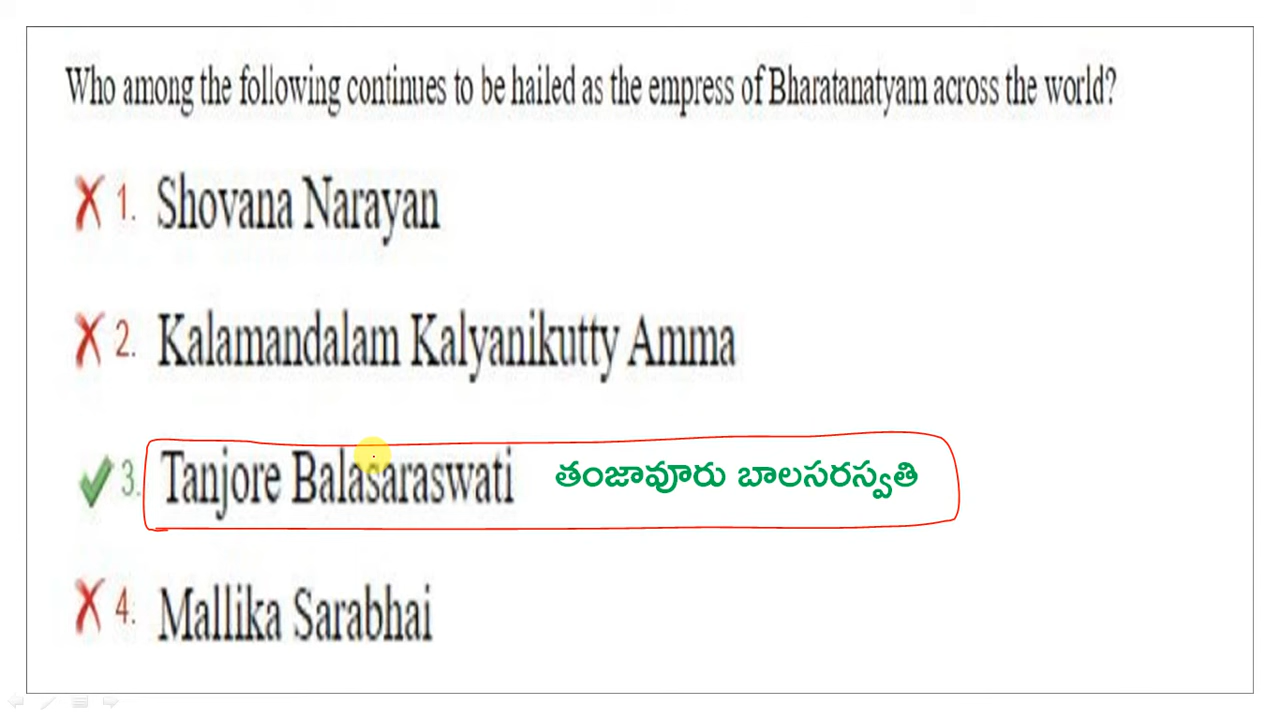 Who among the following continues to be hailed as the empress of Bharatanatyam across the world?
1. Shovana Narayan
2. Kalamandalam Kalyanikutty Amma
3. Tanjore Balasaraswati తంజావూరు బాలసరస్వతి
4. Mallika Sarabhai